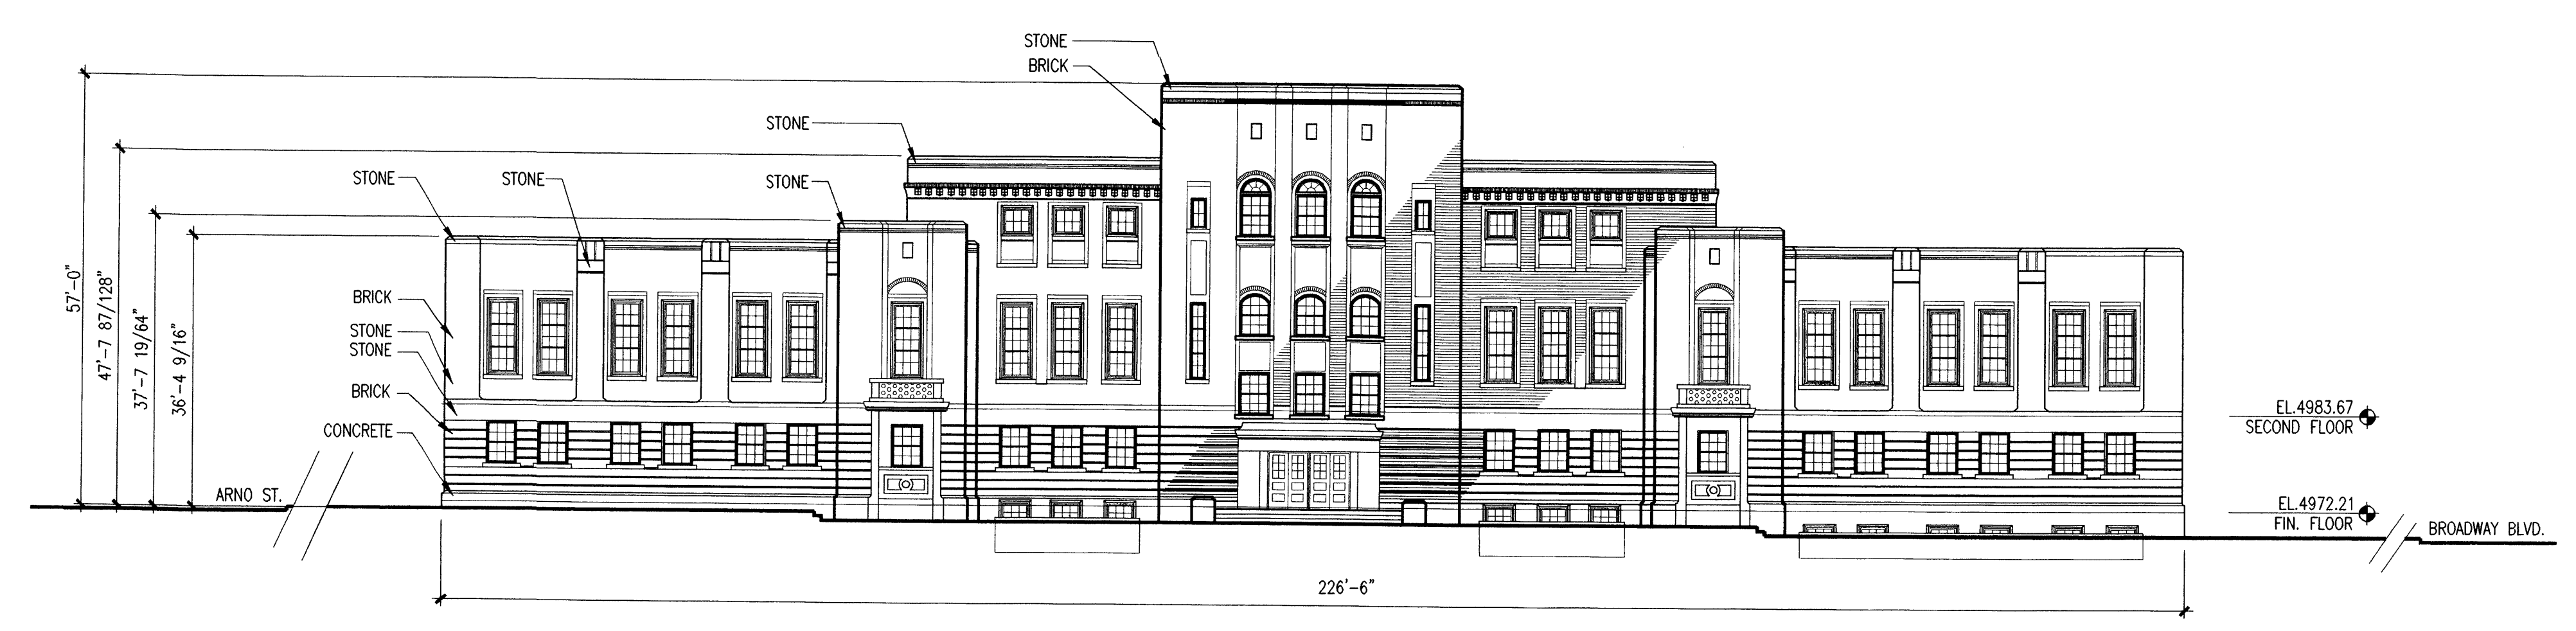 STONE
BRICK
STONE
STONE
STONE
STONE
57'-0"
47'-7 87/128"
37'-7 19/64"
36'-4 9/16"
BRICK
STONE
STONE
BRICK
CONCRETE
ARNO ST.
EL.4983.67
SECOND FLOOR
EL.4972.21
FIN. FLOOR
BROADWAY BLVD.
226'-6"